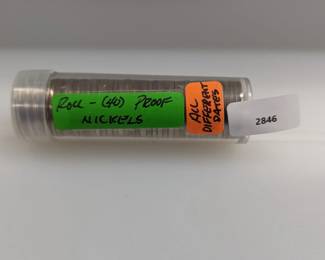 ROLL - (40) PROOF
NICKELS
ALL
DIFFERENT
DATES
2846